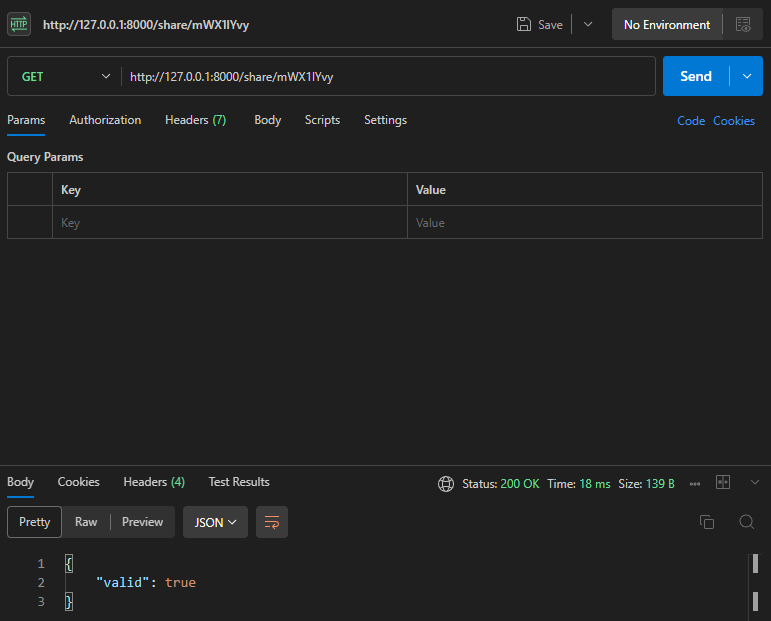 HTTP http://127.0.0.1:8000/share/mWX1lYvy Save No Environment
GET http://127.0.0.1:8000/share/mWX1lYvy Send
Params Authorization Headers (7) Body Scripts Settings Code Cookies
Query Params
Key Value
Key Value
Body Cookies Headers (4) Test Results Status: 200 OK Time: 18 ms Size: 139 B
Pretty Raw Preview JSON
1 {
2 "valid": true
3 }